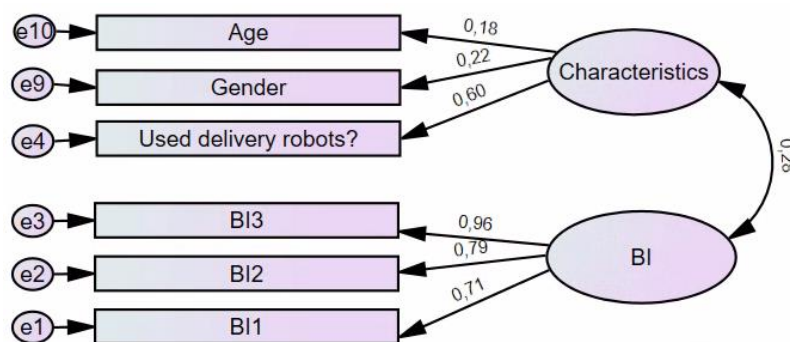 e10
Age
0,18
Characteristics
e9
Gender
0,22
e4
Used delivery robots?
0,60
0,28
e3
BI3
0,96
e2
BI2
0,79
BI
e1
BI1
0,71